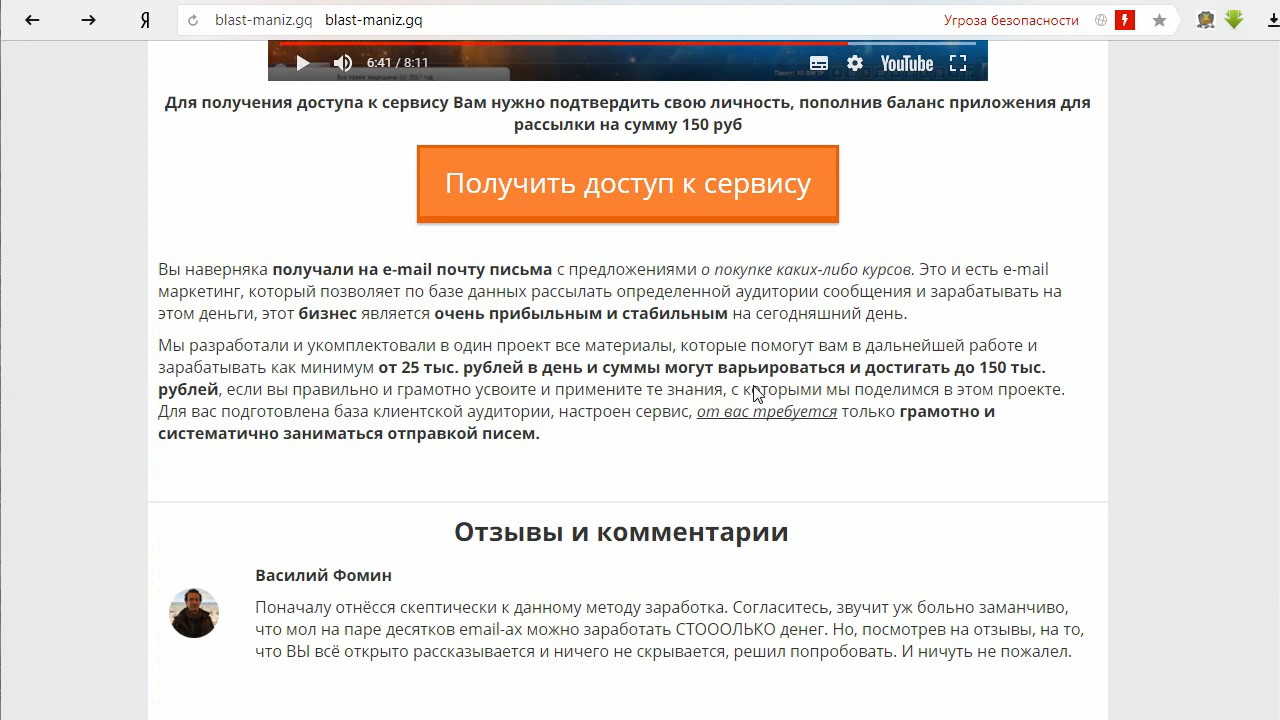 Я blast-maniz.gq blast-maniz.gq Угроза безопасности
6:41 / 8:11 YouTube
Для получения доступа к сервису Вам нужно подтвердить свою личность, пополнив баланс приложения для
рассылки на сумму 150 руб
Получить доступ к сервису
Вы наверняка получали на e-mail почту письма с предложениями о покупке каких-либо курсов. Это и есть e-mail
маркетинг, который позволяет по базе данных рассылать определенной аудитории сообщения и зарабатывать на
этом деньги, этот бизнес является очень прибыльным и стабильным на сегодняшний день.
Мы разработали и укомплектовали в один проект все материалы, которые помогут вам в дальнейшей работе и
зарабатывать как минимум от 25 тыс. рублей в день и суммы могут варьироваться и достигать до 150 тыс.
рублей, если вы правильно и грамотно усвоите и примените те знания, с которыми мы поделимся в этом проекте.
Для вас подготовлена база клиентской аудитории, настроен сервис, от вас требуется только грамотно и
систематично заниматься отправкой писем.
Отзывы и комментарии
Василий Фомин
Поначалу отнёсся скептически к данному методу заработка. Согласитесь, звучит уж больно заманчиво,
что мол на паре десятков email-ах можно заработать СТОООЛЬКО денег. Но, посмотрев на отзывы, на то,
что ВЫ всё открыто рассказывается и ничего не скрывается, решил попробовать. И ничуть не пожалел.